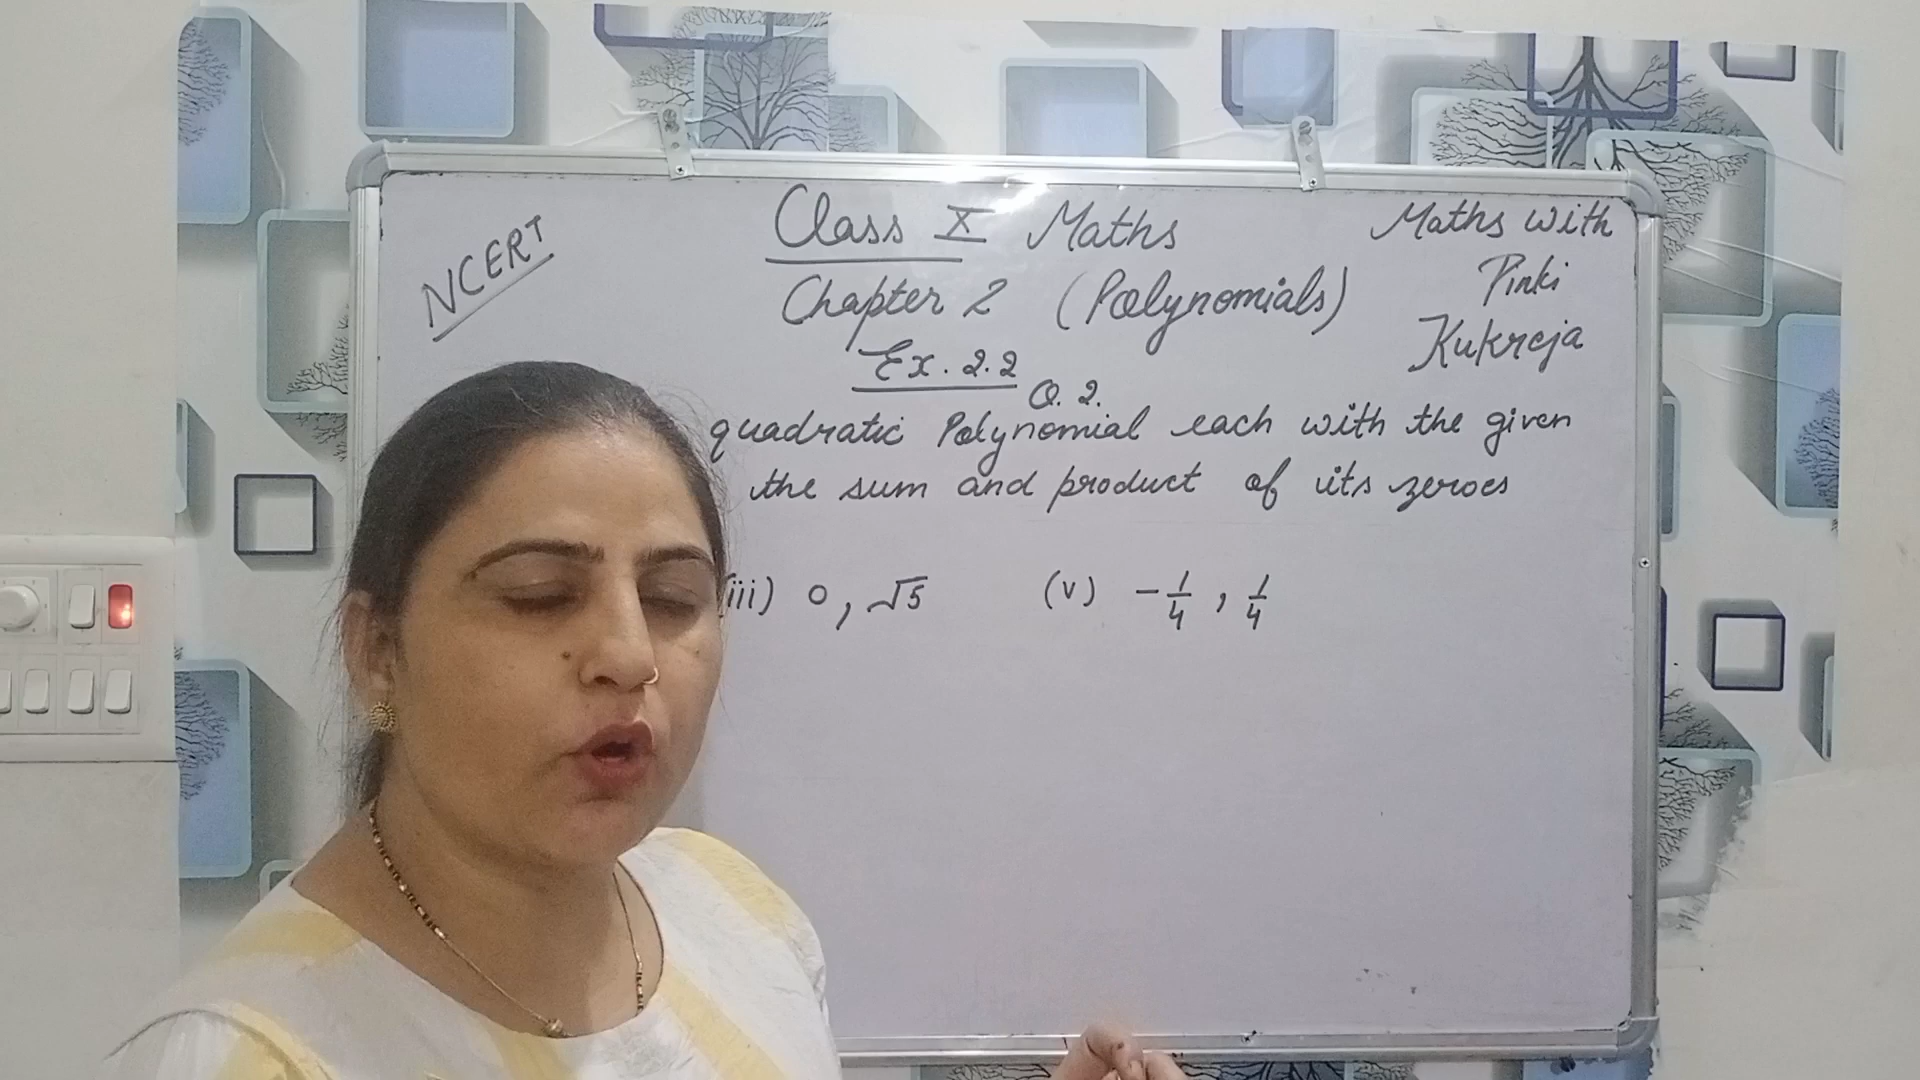 NCERT
Class X Maths
Maths with
Pinki
Kukreja
Chapter 2 (Polynomials)
Ex. 2.2
Q. 2.
quadratic Polynomial each with the given
the sum and product of its zeroes
(iii) 0, √5
(v) -1/4, 1/4